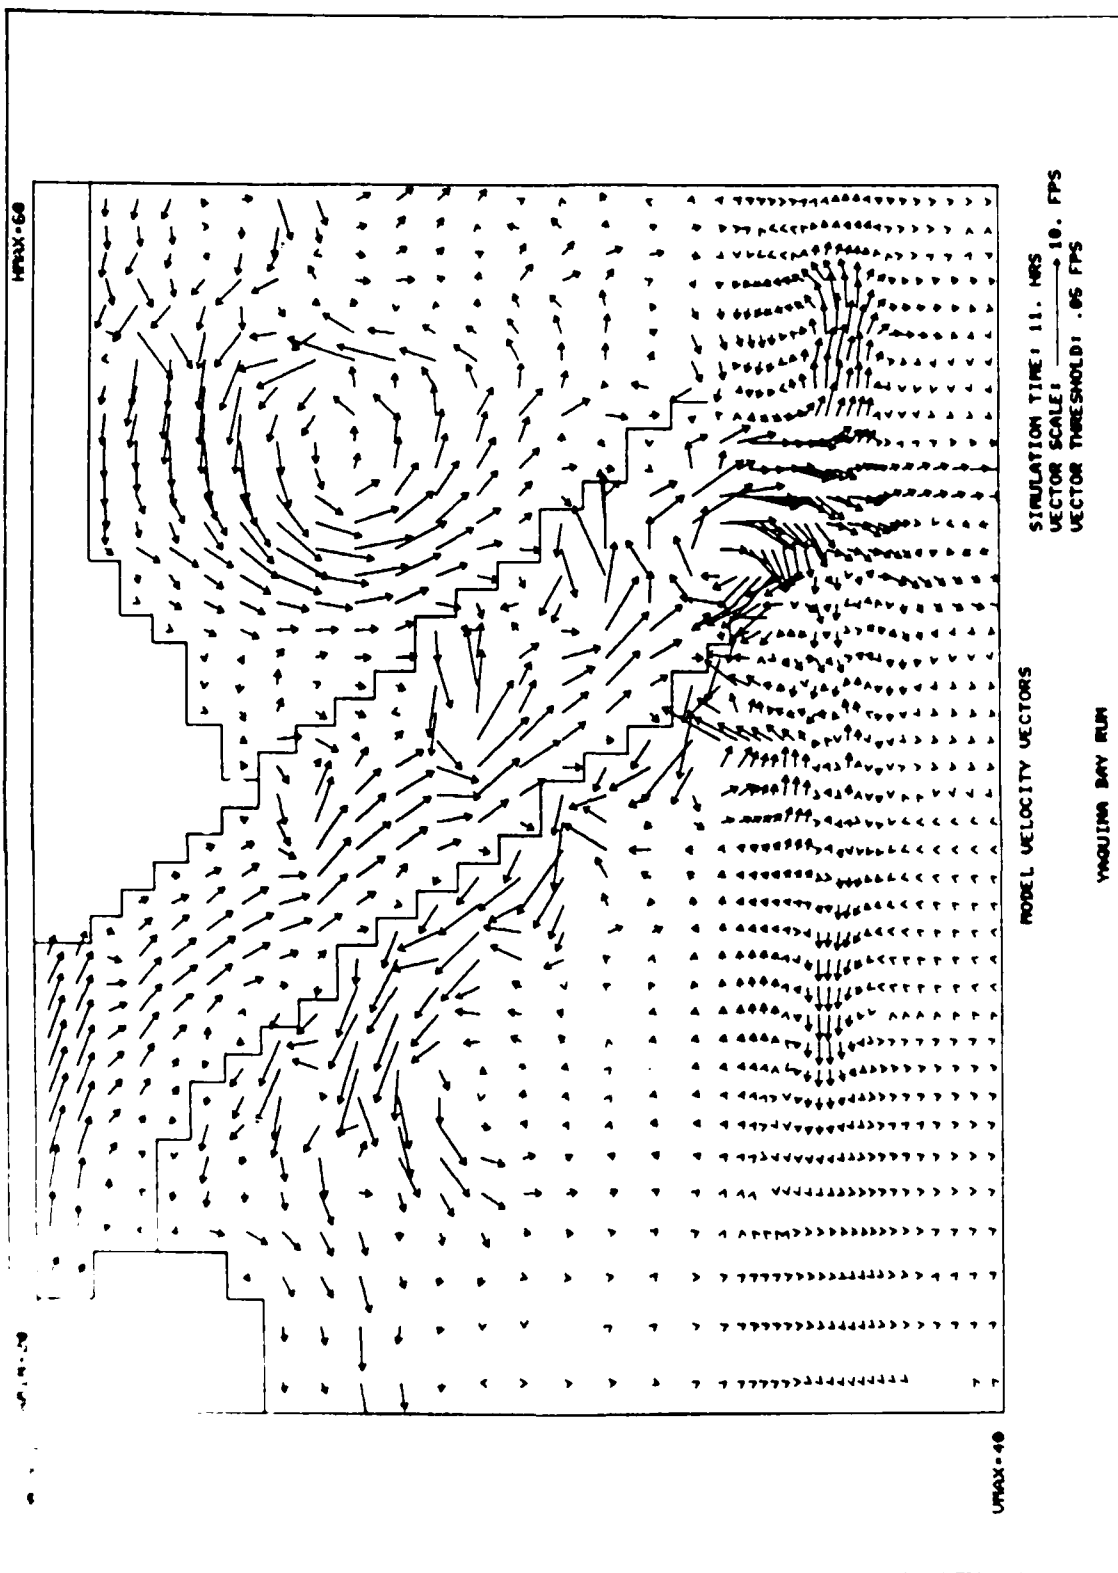 HMAX=60
VMAX=40
MODEL VELOCITY VECTORS
SIMULATION TIME: 11. HRS
VECTOR SCALE: 10. FPS
VECTOR THRESHOLD: .05 FPS
YAQUINA BAY RUN